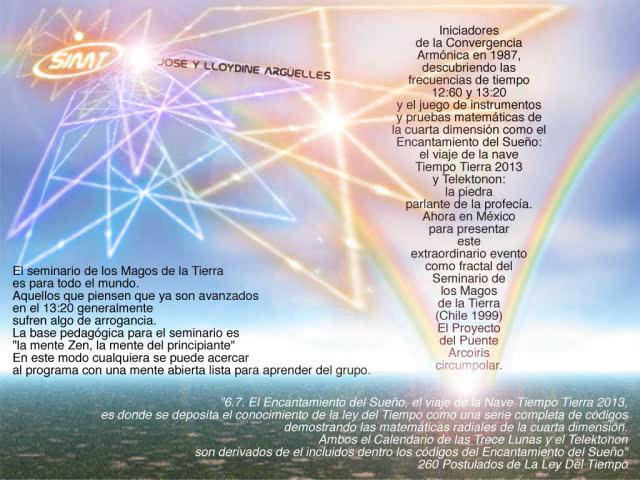 SIMT
JOSE Y LLOYDINE ARGÜELLES
Iniciadores
de la Convergencia
Armónica en 1987,
descubriendo las
frecuencias de tiempo
12:60 y 13:20
y el juego de instrumentos
y pruebas matemáticas de
la cuarta dimensión como el
Encantamiento del Sueño:
el viaje de la nave
Tiempo Tierra 2013
y Telektonon:
la piedra
parlante de la profecía.
Ahora en México
para presentar
este
extraordinario evento
como fractal del
Seminario de
los Magos
de la Tierra
(Chile 1999)
El Proyecto
del Puente
Arcoiris
circumpolar.
El seminario de los Magos de la Tierra
es para todo el mundo.
Aquellos que piensen que ya son avanzados
en el 13:20 generalmente
sufren algo de arrogancia.
La base pedagógica para el seminario es
"la mente Zen, la mente del principiante"
En este modo cualquiera se puede acercar
al programa con una mente abierta lista para aprender del grupo.
"6.7. El Encantamiento del Sueño, el viaje de la Nave Tiempo Tierra 2013,
es donde se deposita el conocimiento de la ley del Tiempo como una serie completa de códigos
demostrando las matemáticas radiales de la cuarta dimensión.
Ambos el Calendario de las Trece Lunas y el Telektonon
son derivados de el incluidos dentro los códigos del Encantamiento del Sueño"
260 Postulados de La Ley Del Tiempo